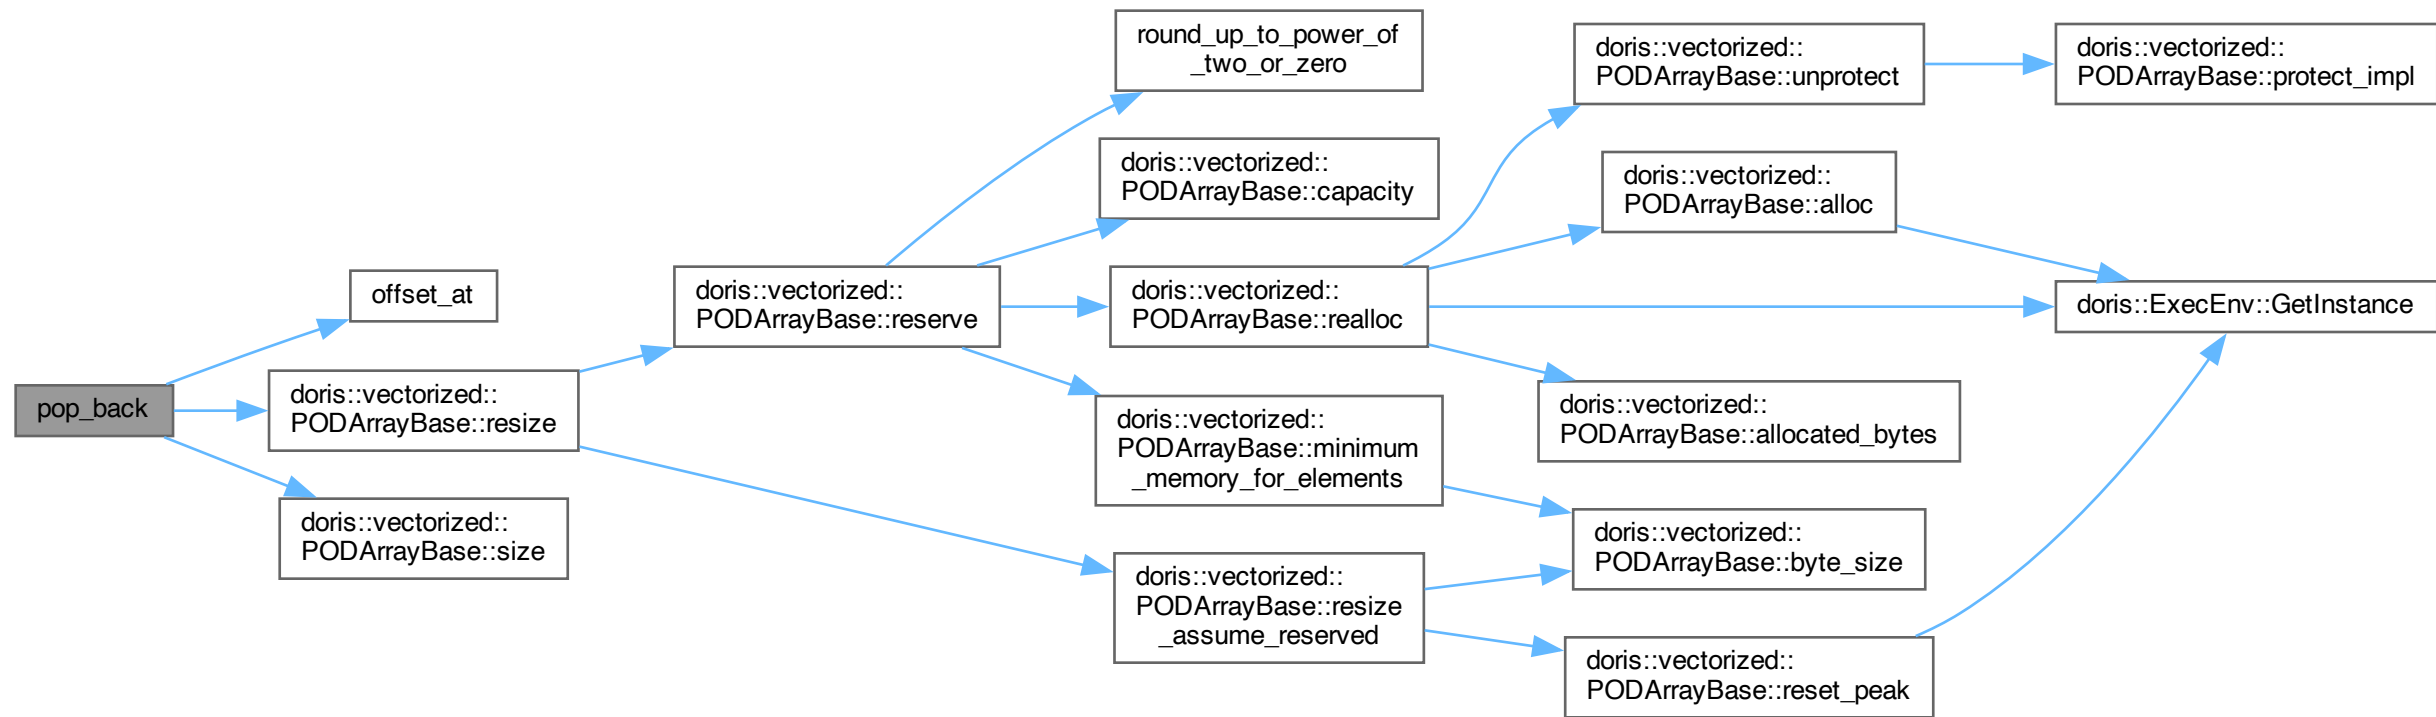 pop_back
offset_at
doris::vectorized::
PODArrayBase::resize
doris::vectorized::
PODArrayBase::size
doris::vectorized::
PODArrayBase::reserve
round_up_to_power_of
_two_or_zero
doris::vectorized::
PODArrayBase::capacity
doris::vectorized::
PODArrayBase::realloc
doris::vectorized::
PODArrayBase::minimum
_memory_for_elements
doris::vectorized::
PODArrayBase::resize
_assume_reserved
doris::vectorized::
PODArrayBase::unprotect
doris::vectorized::
PODArrayBase::alloc
doris::vectorized::
PODArrayBase::allocated_bytes
doris::vectorized::
PODArrayBase::byte_size
doris::vectorized::
PODArrayBase::reset_peak
doris::vectorized::
PODArrayBase::protect_impl
doris::ExecEnv::GetInstance